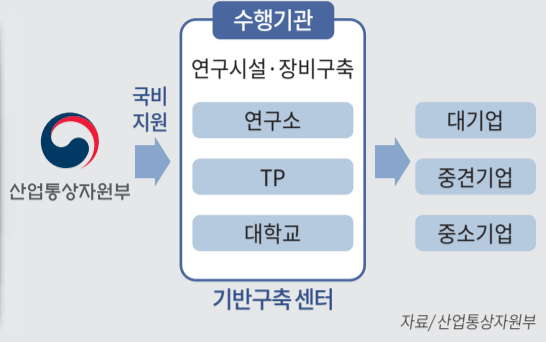 수행기관
연구시설·장비구축
국비
지원
연구소
TP
대학교
산업통상자원부
대기업
중견기업
중소기업
기반구축 센터
자료/산업통상자원부